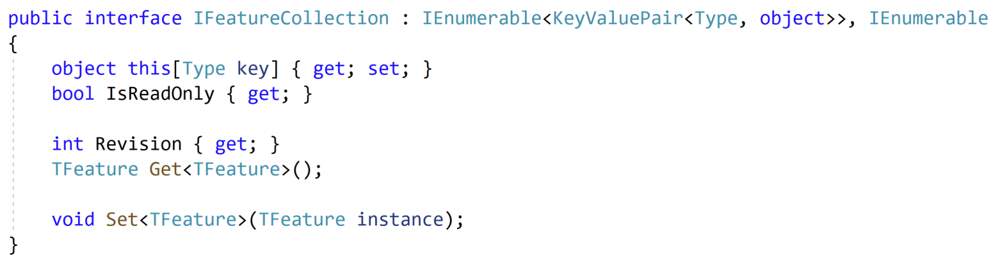 public interface IFeatureCollection : IEnumerable<KeyValuePair<Type, object>>, IEnumerable
{
    object this[Type key] { get; set; }
    bool IsReadOnly { get; }

    int Revision { get; }
    TFeature Get<TFeature>();

    void Set<TFeature>(TFeature instance);
}